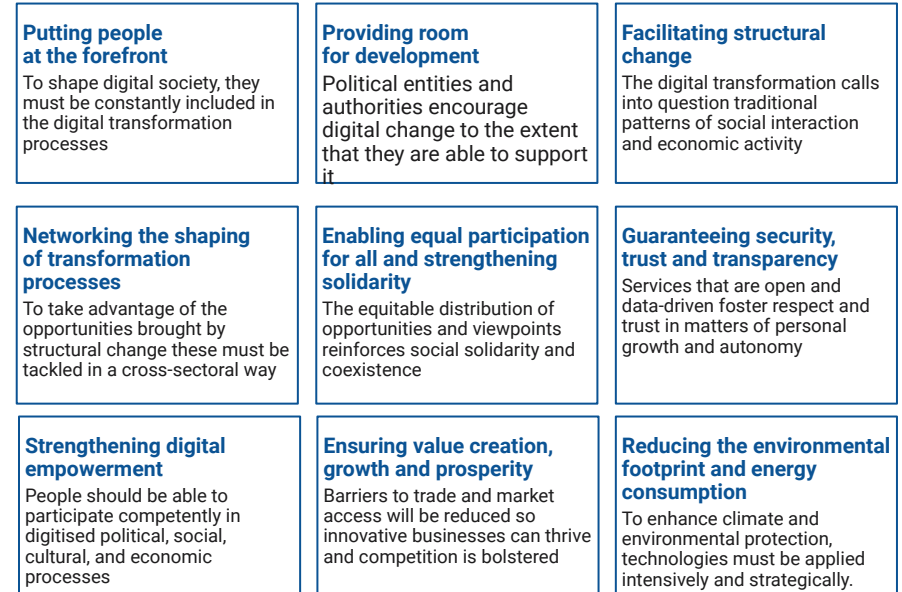 Putting people
at the forefront
To shape digital society, they
must be constantly included in
the digital transformation
processes
Providing room
for development
Political entities and
authorities encourage
digital change to the extent
that they are able to support
it
Facilitating structural
change
The digital transformation calls
into question traditional
patterns of social interaction
and economic activity
Networking the shaping
of transformation
processes
To take advantage of the
opportunities brought by
structural change these must be
tackled in a cross-sectoral way
Enabling equal participation
for all and strengthening
solidarity
The equitable distribution of
opportunities and viewpoints
reinforces social solidarity and
coexistence
Guaranteeing security,
trust and transparency
Services that are open and
data-driven foster respect and
trust in matters of personal
growth and autonomy
Strengthening digital
empowerment
People should be able to
participate competently in
digitised political, social,
cultural, and economic
processes
Ensuring value creation,
growth and prosperity
Barriers to trade and market
access will be reduced so
innovative businesses can thrive
and competition is bolstered
Reducing the environmental
footprint and energy
consumption
To enhance climate and
environmental protection,
technologies must be applied
intensively and strategically.